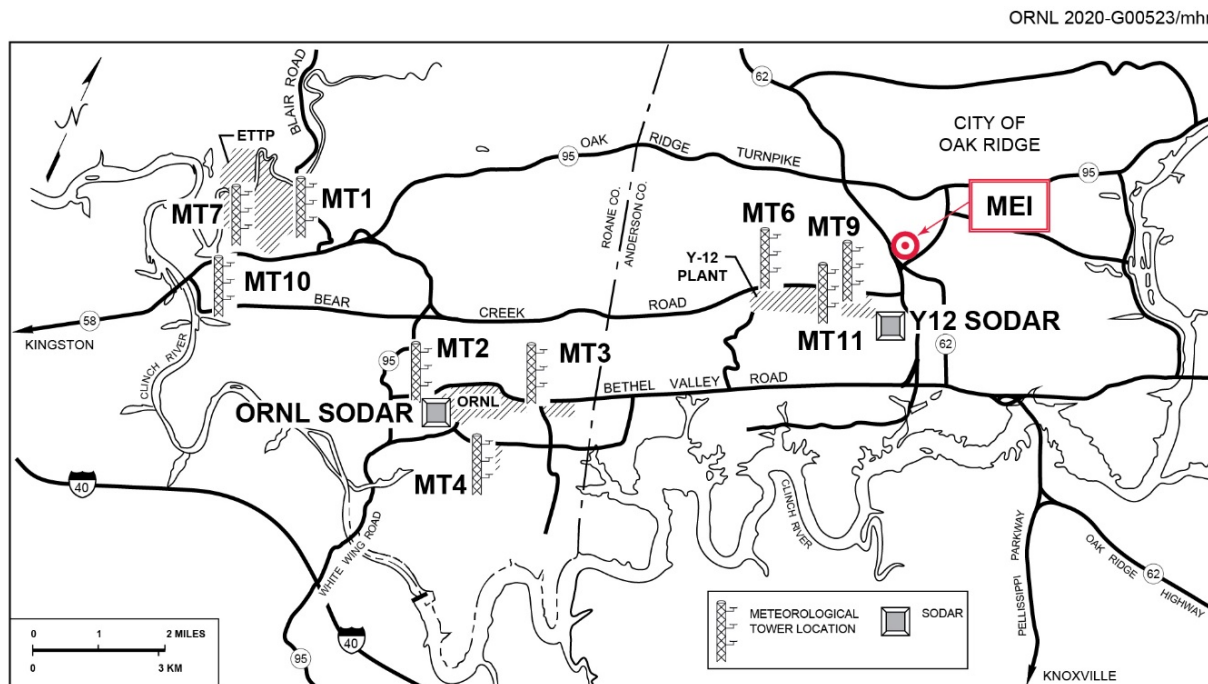 ORNL 2020-G00523/mhr
N
BLAIR ROAD
62
CITY OF
OAK RIDGE
ETTP
95
OAK
RIDGE
TURNPIKE
95
MT7
MT1
MEI
ROANE CO.
ANDERSON CO.
MT6
MT9
Y-12
PLANT
MT10
BEAR
CREEK
ROAD
58
KINGSTON
MT11
Y12 SODAR
CLINCH RIVER
95
MT2
MT3
62
BETHEL VALLEY
ROAD
ORNL SODAR
ORNL
MT4
40
CLINCH
RIVER
WHITE WING ROAD
PELLISSIPPI
PARKWAY
OAK RIDGE
HIGHWAY
62
METEOROLOGICAL
TOWER LOCATION
SODAR
0 1 2 MILES
0 3 KM
40
95
KNOXVILLE